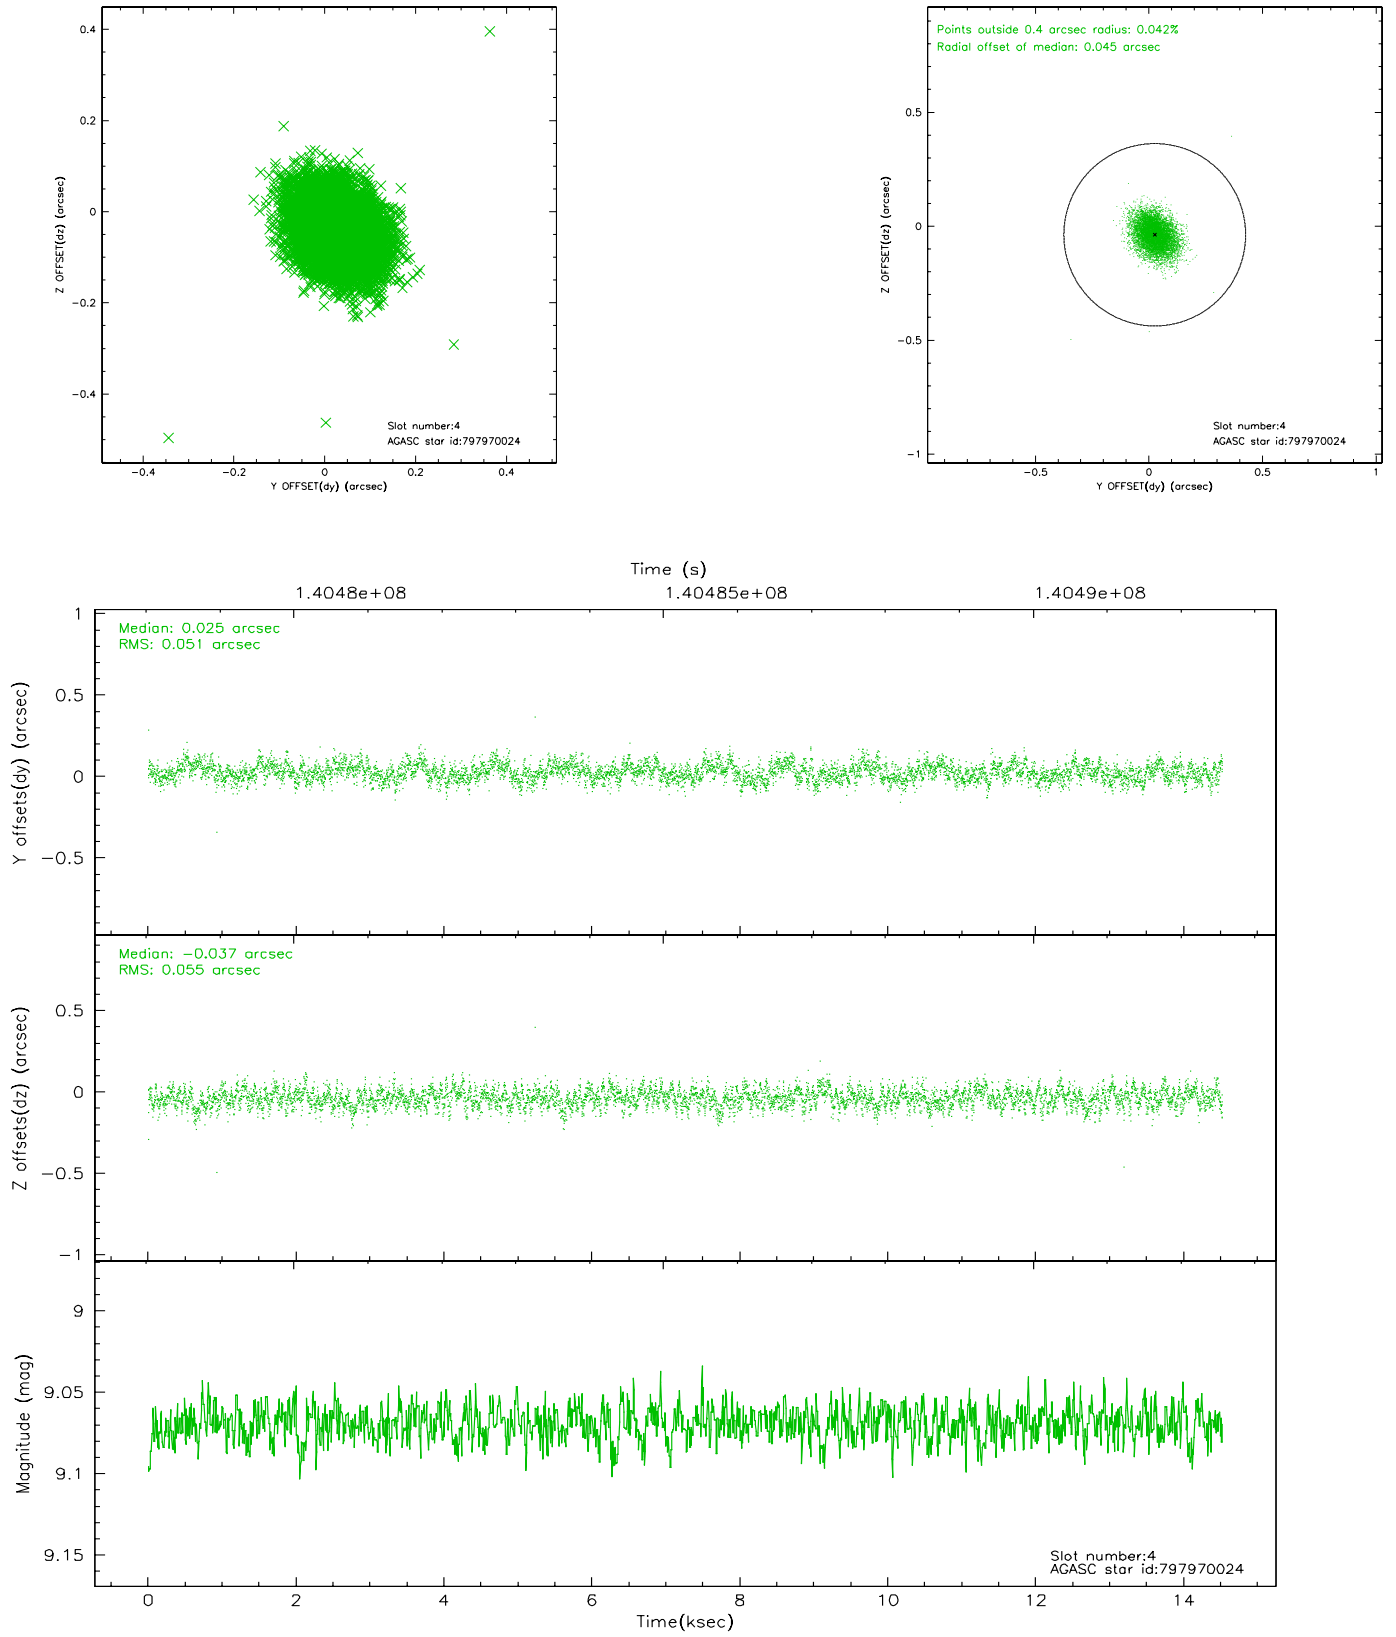 0.4
0.2
0
−0.2
−0.4
Z OFFSET(dz) (arcsec)
Slot number:4
AGASC star id:797970024
−0.4
−0.2
0
0.2
0.4
Y OFFSET(dy) (arcsec)
Points outside 0.4 arcsec radius: 0.042%
Radial offset of median: 0.045 arcsec
0.5
0
−0.5
−1
Z OFFSET(dz) (arcsec)
Slot number:4
AGASC star id:797970024
−0.5
0
0.5
1
Y OFFSET(dy) (arcsec)
Time (s)
1.4048e+08
1.40485e+08
1.4049e+08
Median: 0.025 arcsec
RMS: 0.051 arcsec
1
0.5
0
−0.5
Y offsets(dy) (arcsec)
Median: −0.037 arcsec
RMS: 0.055 arcsec
0.5
0
−0.5
−1
Z offsets(dz) (arcsec)
9
9.05
9.1
9.15
Magnitude (mag)
Slot number:4
AGASC star id:797970024
0
2
4
6
8
10
12
14
Time(ksec)